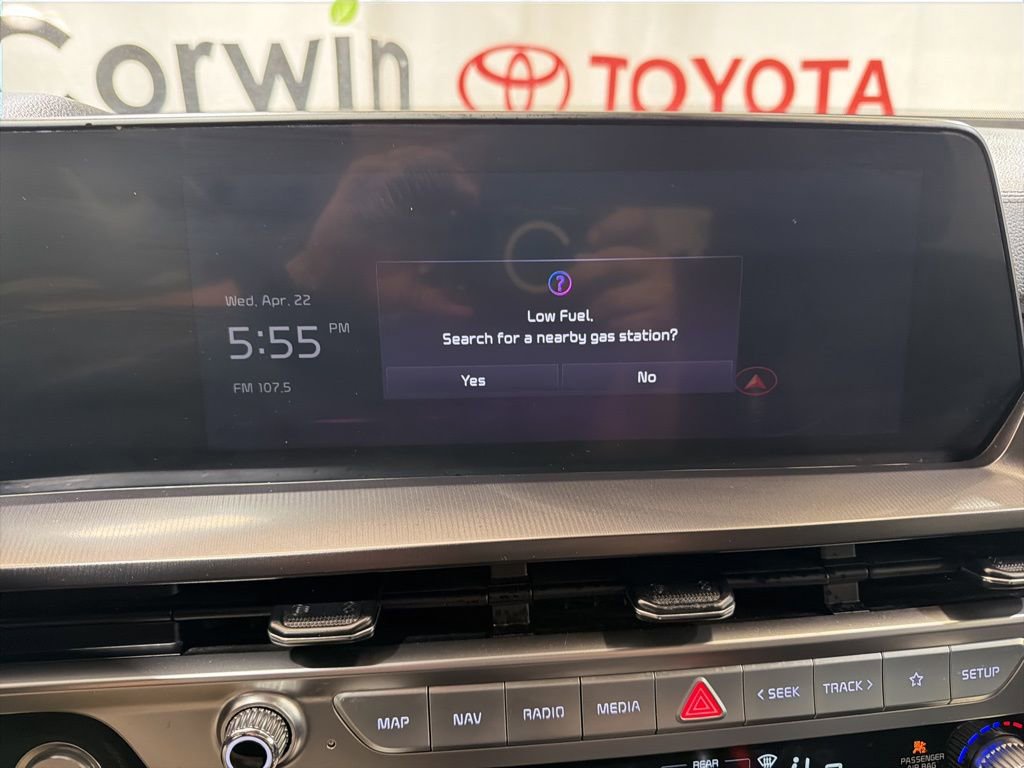 Corwin
TOYOTA
Wed, Apr. 22
5:55 PM
FM 107.5
Low Fuel.
Search for a nearby gas station?
Yes
No
MAP
NAV
RADIO
MEDIA
< SEEK
TRACK >
SETUP
REAR
PASSENGER
AIR BAG